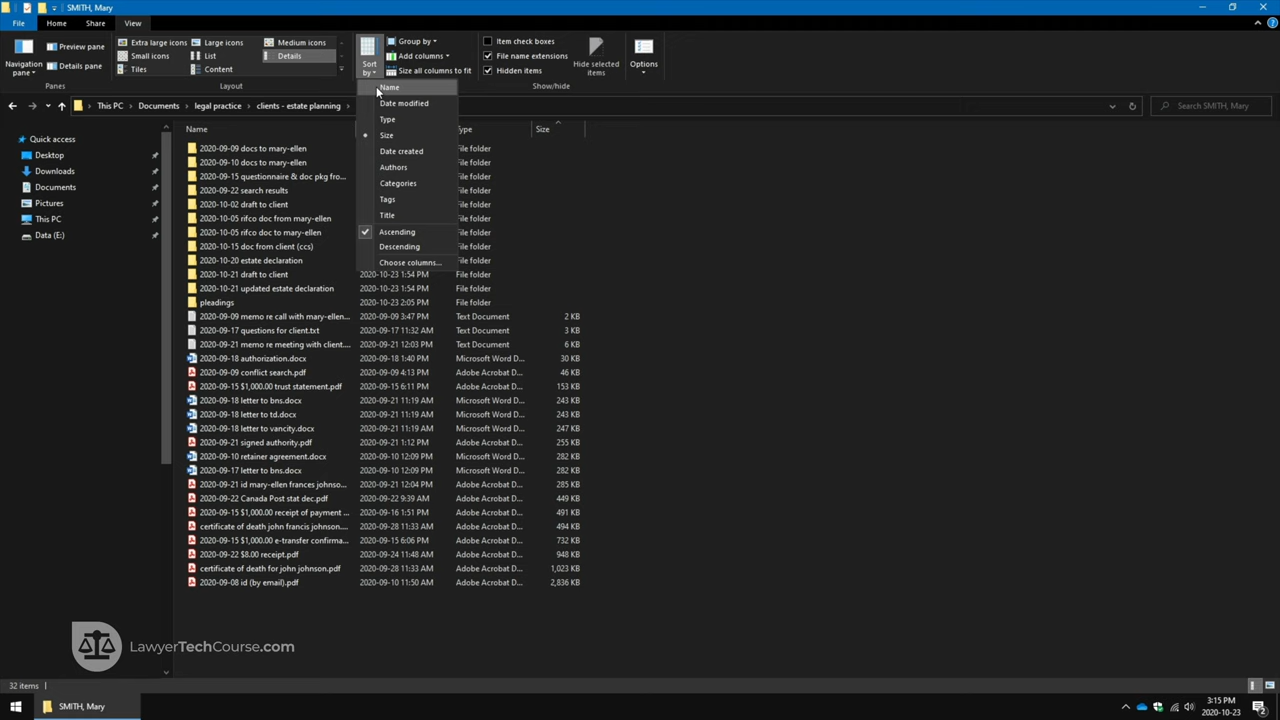 SMITH, Mary
File Home Share View
Navigation pane
Preview pane
Details pane
Panes
Extra large icons Large icons Medium icons
Small icons List Details
Tiles Content
Layout
Sort by
Group by
Add columns
Size all columns to fit
Item check boxes
File name extensions
Hidden items
Hide selected items
Show/hide
Options
This PC Documents legal practice clients - estate planning
Search SMITH, Mary
Name
Date modified
Type
Size
Date created
Authors
Categories
Tags
Title
Ascending
Descending
Choose columns...
Quick access
Desktop
Downloads
Documents
Pictures
This PC
Data (E:)
Name Type Size
2020-09-09 docs to mary-ellen File folder
2020-09-10 docs to mary-ellen File folder
2020-09-15 questionnaire & doc pkg fro... File folder
2020-09-22 search results File folder
2020-10-02 draft to client File folder
2020-10-05 rifco doc from mary-ellen File folder
2020-10-05 rifco doc to mary-ellen File folder
2020-10-15 doc from client (ccs) File folder
2020-10-20 estate declaration File folder
2020-10-21 draft to client 2020-10-23 1:54 PM File folder
2020-10-21 updated estate declaration 2020-10-23 1:54 PM File folder
pleadings 2020-10-23 2:05 PM File folder
2020-09-09 memo re call with mary-ellen... 2020-09-09 3:47 PM Text Document 2 KB
2020-09-17 questions for client.txt 2020-09-17 11:32 AM Text Document 3 KB
2020-09-21 memo re meeting with client.... 2020-09-21 12:03 PM Text Document 6 KB
2020-09-18 authorization.docx 2020-09-18 1:40 PM Microsoft Word D... 30 KB
2020-09-09 conflict search.pdf 2020-09-09 4:13 PM Adobe Acrobat D... 46 KB
2020-09-15 $1,000.00 trust statement.pdf 2020-09-15 6:11 PM Adobe Acrobat D... 153 KB
2020-09-18 letter to bns.docx 2020-09-21 11:19 AM Microsoft Word D... 243 KB
2020-09-18 letter to td.docx 2020-09-21 11:19 AM Microsoft Word D... 243 KB
2020-09-18 letter to vancity.docx 2020-09-21 11:19 AM Microsoft Word D... 247 KB
2020-09-21 signed authority.pdf 2020-09-21 1:12 PM Adobe Acrobat D... 255 KB
2020-09-10 retainer agreement.docx 2020-09-10 12:09 PM Microsoft Word D... 282 KB
2020-09-17 letter to bns.docx 2020-09-10 12:09 PM Microsoft Word D... 282 KB
2020-09-21 id mary-ellen frances johnso... 2020-09-21 12:04 PM Adobe Acrobat D... 285 KB
2020-09-22 Canada Post stat dec.pdf 2020-09-22 9:39 AM Adobe Acrobat D... 449 KB
2020-09-15 $1,000.00 receipt of payment ... 2020-09-16 1:51 PM Adobe Acrobat D... 491 KB
certificate of death john francis johnson.... 2020-09-28 11:33 AM Adobe Acrobat D... 494 KB
2020-09-15 $1,000.00 e-transfer confirma... 2020-09-15 6:06 PM Adobe Acrobat D... 732 KB
2020-09-22 $8.00 receipt.pdf 2020-09-24 11:48 AM Adobe Acrobat D... 948 KB
certificate of death for john johnson.pdf 2020-09-28 11:33 AM Adobe Acrobat D... 1,023 KB
2020-09-08 id (by email).pdf 2020-09-10 11:50 AM Adobe Acrobat D... 2,836 KB
LawyerTechCourse.com
32 items
SMITH, Mary
3:15 PM
2020-10-23
2